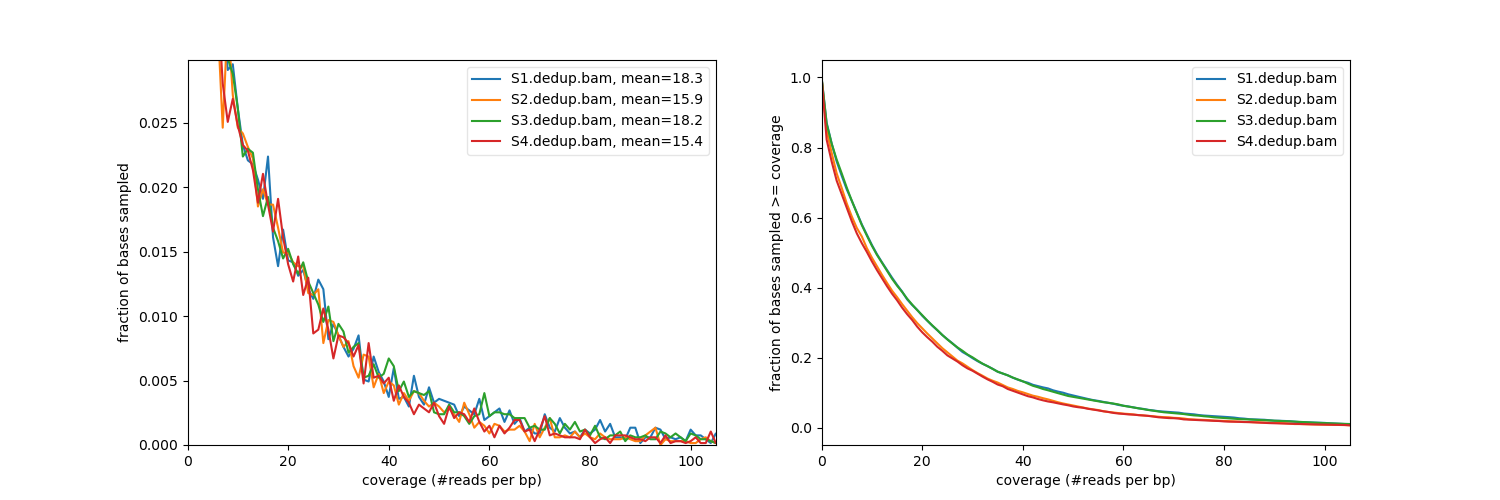 S1.dedup.bam, mean=18.3
S2.dedup.bam, mean=15.9
S3.dedup.bam, mean=18.2
S4.dedup.bam, mean=15.4
fraction of bases sampled
0.025
0.020
0.015
0.010
0.005
0.000
0 20 40 60 80 100
coverage (#reads per bp)
S1.dedup.bam
S2.dedup.bam
S3.dedup.bam
S4.dedup.bam
fraction of bases sampled >= coverage
1.0
0.8
0.6
0.4
0.2
0.0
0 20 40 60 80 100
coverage (#reads per bp)